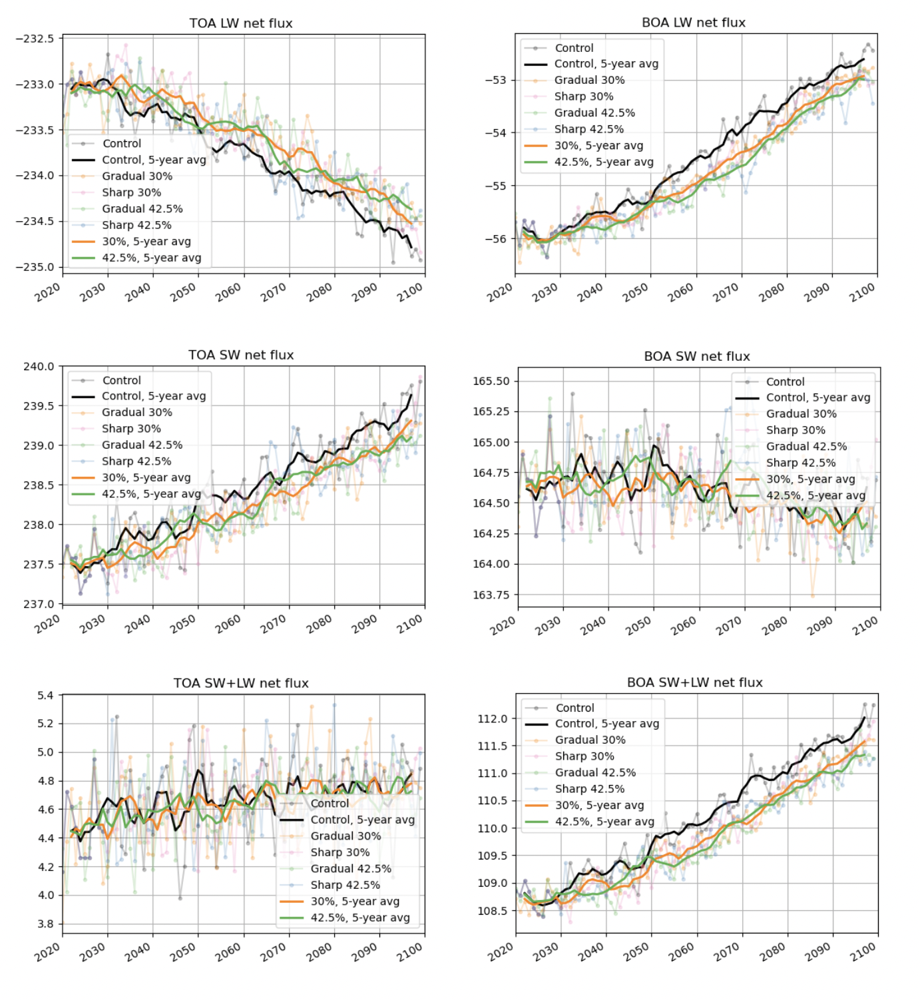 TOA LW net flux
−232.5
−233.0
−233.5
−234.0
−234.5
−235.0
Control
Control, 5-year avg
Gradual 30%
Sharp 30%
Gradual 42.5%
Sharp 42.5%
30%, 5-year avg
42.5%, 5-year avg
2020
2030
2040
2050
2060
2070
2080
2090
2100
BOA LW net flux
Control
Control, 5-year avg
Gradual 30%
Sharp 30%
Gradual 42.5%
Sharp 42.5%
30%, 5-year avg
42.5%, 5-year avg
−53
−54
−55
−56
2020
2030
2040
2050
2060
2070
2080
2090
2100
TOA SW net flux
240.0
239.5
239.0
238.5
238.0
237.5
237.0
Control
Control, 5-year avg
Gradual 30%
Sharp 30%
Gradual 42.5%
Sharp 42.5%
30%, 5-year avg
42.5%, 5-year avg
2020
2030
2040
2050
2060
2070
2080
2090
2100
BOA SW net flux
165.50
165.25
165.00
164.75
164.50
164.25
164.00
163.75
Control
Control, 5-year avg
Gradual 30%
Sharp 30%
Gradual 42.5%
Sharp 42.5%
30%, 5-year avg
42.5%, 5-year avg
2020
2030
2040
2050
2060
2070
2080
2090
2100
TOA SW+LW net flux
5.4
5.2
5.0
4.8
4.6
4.4
4.2
4.0
3.8
Control
Control, 5-year avg
Gradual 30%
Sharp 30%
Gradual 42.5%
Sharp 42.5%
30%, 5-year avg
42.5%, 5-year avg
2020
2030
2040
2050
2060
2070
2080
2090
2100
BOA SW+LW net flux
Control
Control, 5-year avg
Gradual 30%
Sharp 30%
Gradual 42.5%
Sharp 42.5%
30%, 5-year avg
42.5%, 5-year avg
112.0
111.5
111.0
110.5
110.0
109.5
109.0
108.5
2020
2030
2040
2050
2060
2070
2080
2090
2100